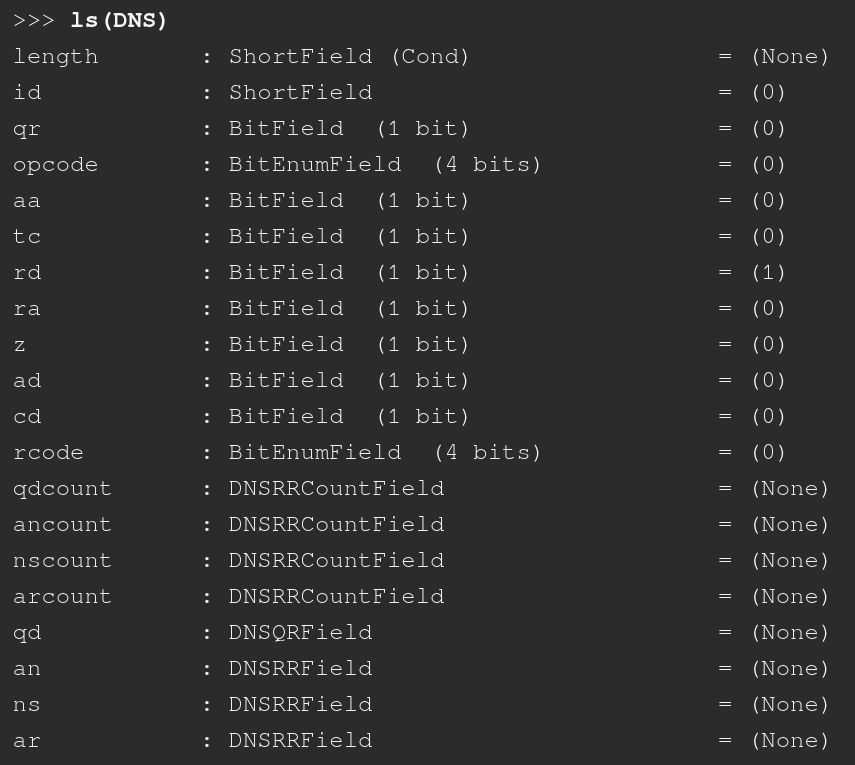 >>> ls(DNS)
length : ShortField (Cond) = (None)
id : ShortField = (0)
qr : BitField (1 bit) = (0)
opcode : BitEnumField (4 bits) = (0)
aa : BitField (1 bit) = (0)
tc : BitField (1 bit) = (0)
rd : BitField (1 bit) = (1)
ra : BitField (1 bit) = (0)
z : BitField (1 bit) = (0)
ad : BitField (1 bit) = (0)
cd : BitField (1 bit) = (0)
rcode : BitEnumField (4 bits) = (0)
qdcount : DNSRRCountField = (None)
ancount : DNSRRCountField = (None)
nscount : DNSRRCountField = (None)
arcount : DNSRRCountField = (None)
qd : DNSQRField = (None)
an : DNSRRField = (None)
ns : DNSRRField = (None)
ar : DNSRRField = (None)